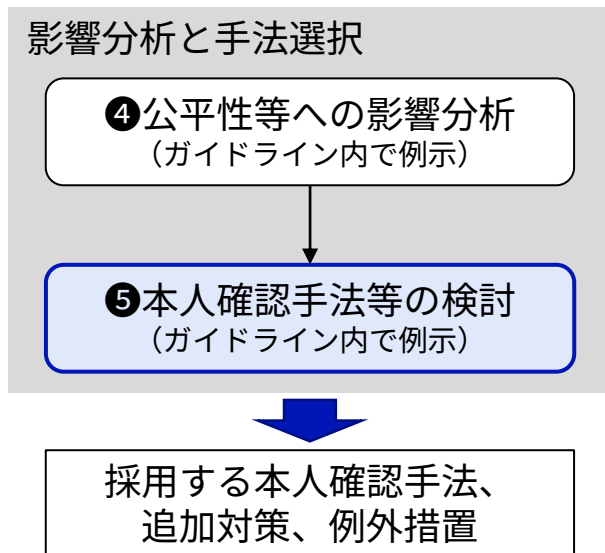 影響分析と手法選択
❹公平性等への影響分析
（ガイドライン内で例示）
❺本人確認手法等の検討
（ガイドライン内で例示）
採用する本人確認手法、
追加対策、例外措置